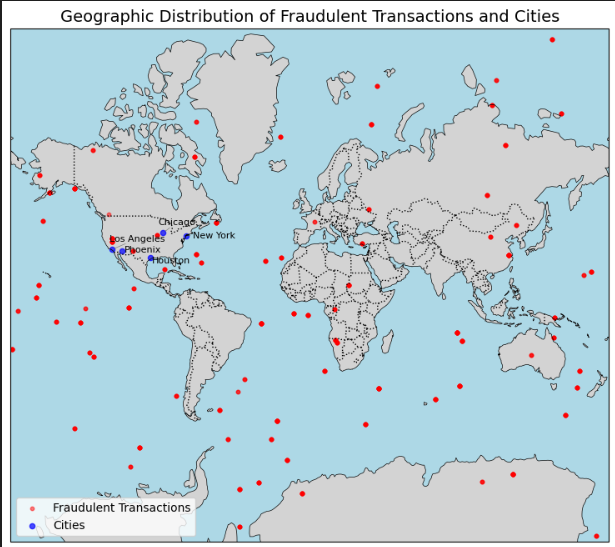 Geographic Distribution of Fraudulent Transactions and Cities
Chicago
New York
Los Angeles
Phoenix
Houston
Fraudulent Transactions
Cities